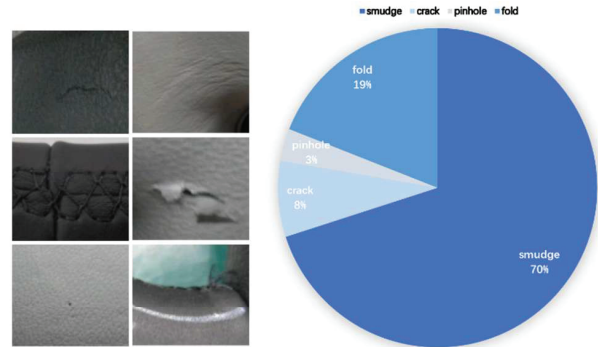 smudge crack pinhole fold
fold
19%
pinhole
3%
crack
8%
smudge
70%